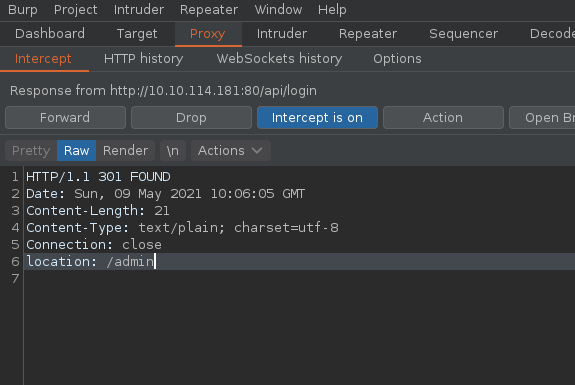 Burp Project Intruder Repeater Window Help
Dashboard Target Proxy Intruder Repeater Sequencer Decode
Intercept HTTP history WebSockets history Options
Response from http://10.10.114.181:80/api/login
Forward Drop Intercept is on Action Open Br
Pretty Raw Render \n Actions
1 HTTP/1.1 301 FOUND
2 Date: Sun, 09 May 2021 10:06:05 GMT
3 Content-Length: 21
4 Content-Type: text/plain; charset=utf-8
5 Connection: close
6 location: /admin
7